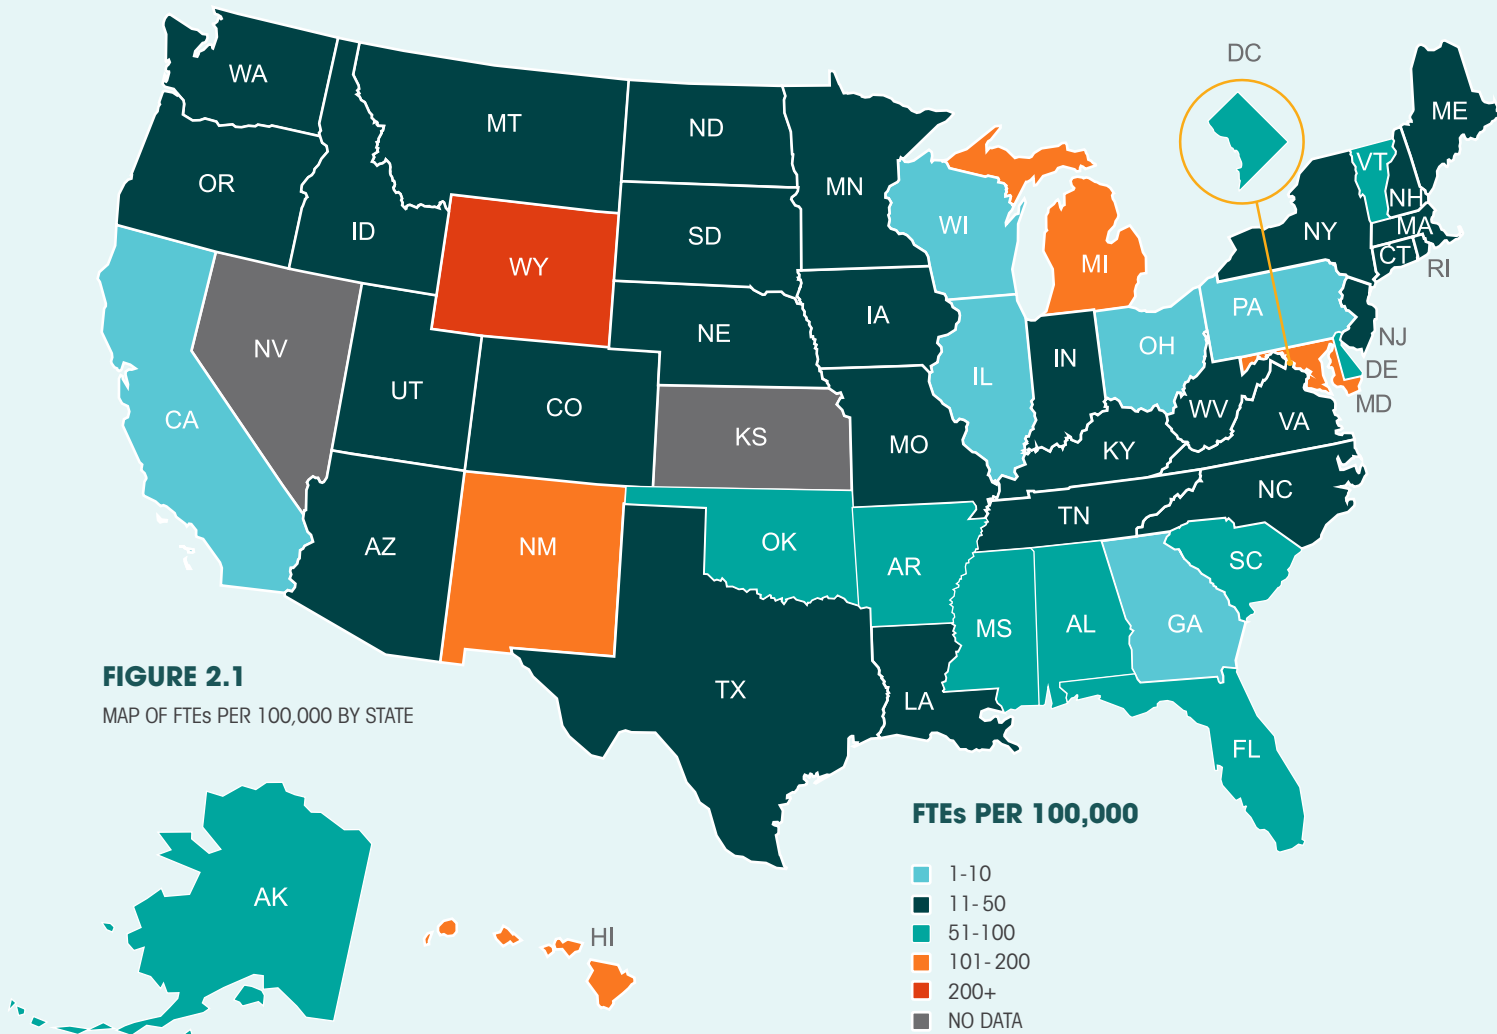 DC
WA
MT
ND
ME
VT
OR
MN
NH
ID
SD
WI
NY
MA
WY
MI
CT
RI
NE
IA
PA
NV
OH
NJ
UT
CO
IN
DE
IL
MD
CA
WV
VA
KS
MO
KY
NC
TN
AZ
NM
OK
AR
SC
MS
AL
GA
FIGURE 2.1
MAP OF FTEs PER 100,000 BY STATE
TX
LA
FL
AK
HI
FTEs PER 100,000
1-10
11-50
51-100
101-200
200+
NO DATA